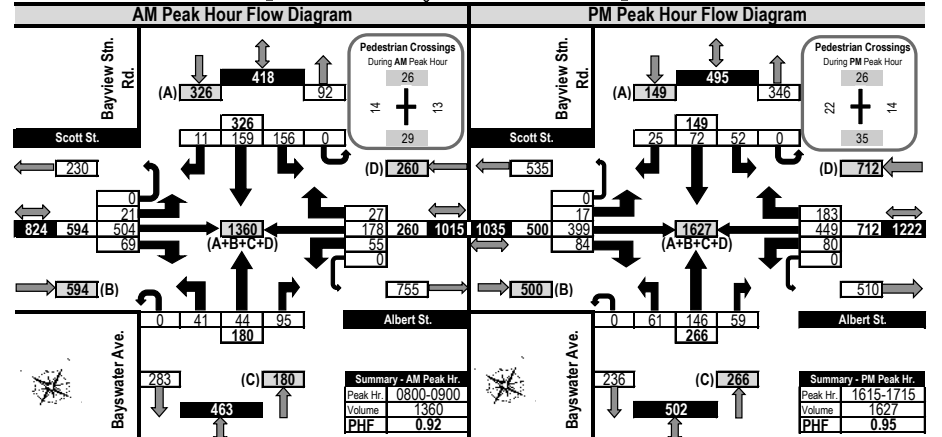 AM Peak Hour Flow Diagram
Bayview Stn. Rd.
(A) 326
418
92
Pedestrian Crossings
During AM Peak Hour
26
14
13
29
326
11 159 156 0
Scott St.
230
(D) 260
0
21
504
69
824 594
1360
(A+B+C+D)
27
178
55
0
260 1015
594 (B)
755
0 41 44 95
180
Albert St.
Bayswater Ave.
283
(C) 180
463
Summary - AM Peak Hr.
Peak Hr. 0800-0900
Volume 1360
PHF 0.92
PM Peak Hour Flow Diagram
Bayview Stn. Rd.
(A) 149
495
346
Pedestrian Crossings
During PM Peak Hour
26
22
14
35
149
25 72 52 0
Scott St.
535
(D) 712
0
17
399
84
1035 500
1627
(A+B+C+D)
183
449
80
0
712 1222
500 (B)
510
0 61 146 59
266
Albert St.
Bayswater Ave.
236
(C) 266
502
Summary - PM Peak Hr.
Peak Hr. 1615-1715
Volume 1627
PHF 0.95